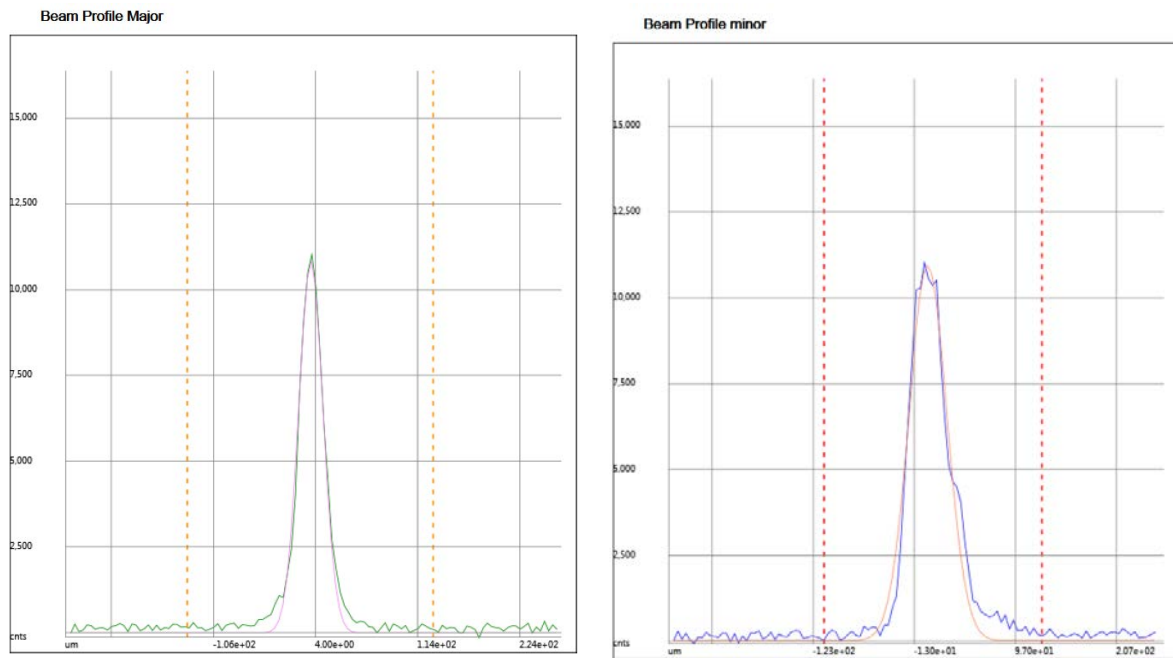 Beam Profile Major
15,000
12,500
10,000
7,500
5,000
2,500
cnts
um -1.06e+02 4.00e+00 1.14e+02 2.24e+02
Beam Profile minor
15,000
12,500
10,000
7,500
5,000
2,500
cnts
um -1.23e+02 -1.30e+01 9.70e+01 2.07e+02